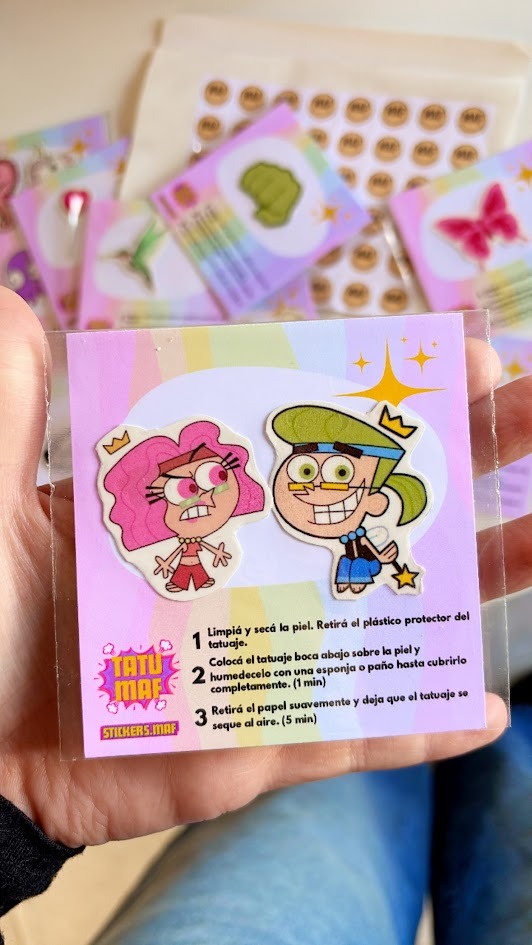 1 Limpiá y secá la piel. Retirá el plástico protector del
tatuaje.
2 Colocá el tatuaje boca abajo sobre la piel y
humedecelo con una esponja o paño hasta cubrirlo
completamente. (1 min)
3 Retirá el papel suavemente y deja que el tatuaje se
seque al aire. (5 min)
TATU
MAF
STICKERS.MAF